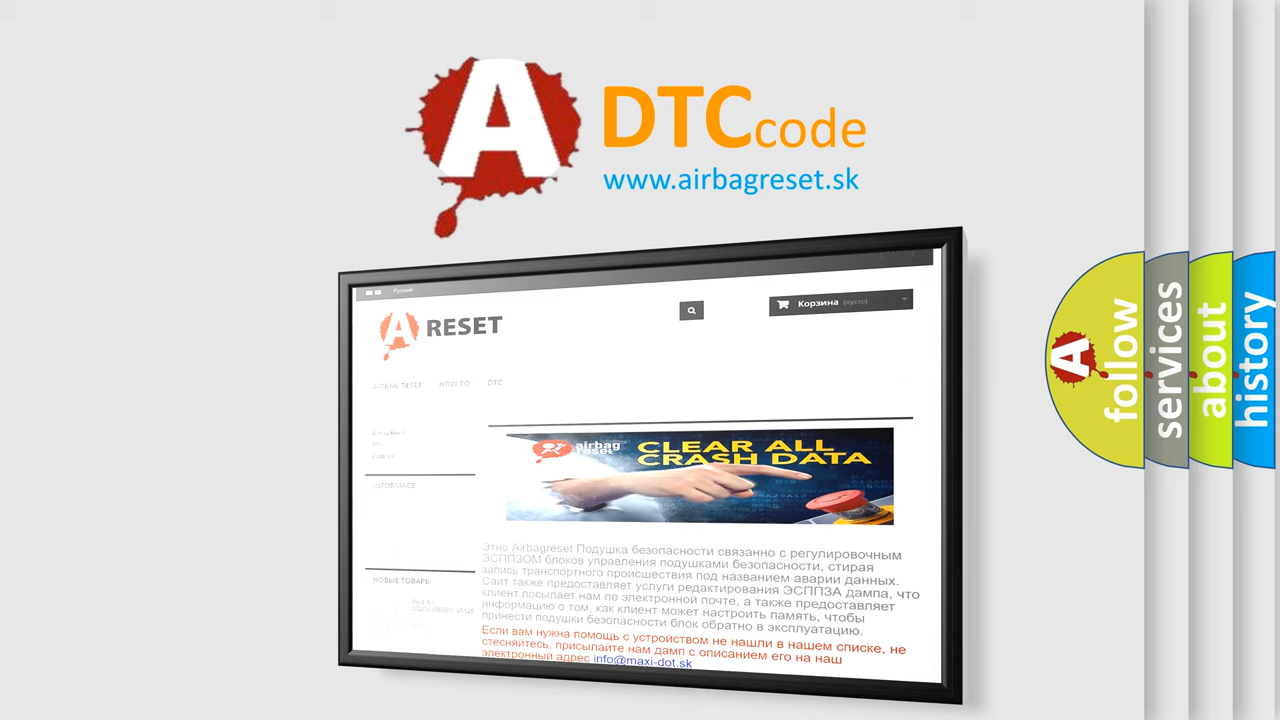 A DTCcode
www.airbagreset.sk
Русский
Корзина (пусто)
A RESET
AIRBAG RESET HOW TO DTC
airbag
reset
CLEAR ALL
CRASH DATA
Airbag Reset
DTC
INFORMACE
НОВЫЕ ТОВАРЫ
Этно Airbagreset Подушка безопасности связанно с регулировочным
ЭСППЗОМ блоков управления подушками безопасности, стирая
запись транспортного происшествия под названием аварии данных.
Сайт также предоставляет услуги редактирования ЭСППЗА дампа, что
клиент посылает нам по электронной почте, а также предоставляет
информацию о том, как клиент может настроить память, чтобы
принести подушки безопасности блок обратно в эксплуатацию.
Если вам нужна помощь с устройством не нашли в нашем списке, не
стесняйтесь, присылайте нам дамп с описанием его на наш
электронный адрес info@maxi-dot.sk
A
follow
services
about
history